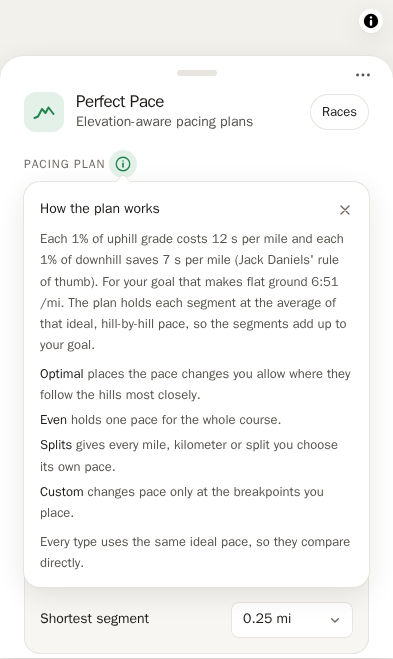 Perfect Pace
Elevation-aware pacing plans
Races
PACING PLAN
How the plan works
Each 1% of uphill grade costs 12 s per mile and each
1% of downhill saves 7 s per mile (Jack Daniels' rule
of thumb). For your goal that makes flat ground 6:51
/mi. The plan holds each segment at the average of
that ideal, hill-by-hill pace, so the segments add up to
your goal.
Optimal places the pace changes you allow where they
follow the hills most closely.
Even holds one pace for the whole course.
Splits gives every mile, kilometer or split you choose
its own pace.
Custom changes pace only at the breakpoints you
place.
Every type uses the same ideal pace, so they compare
directly.
Shortest segment
0.25 mi